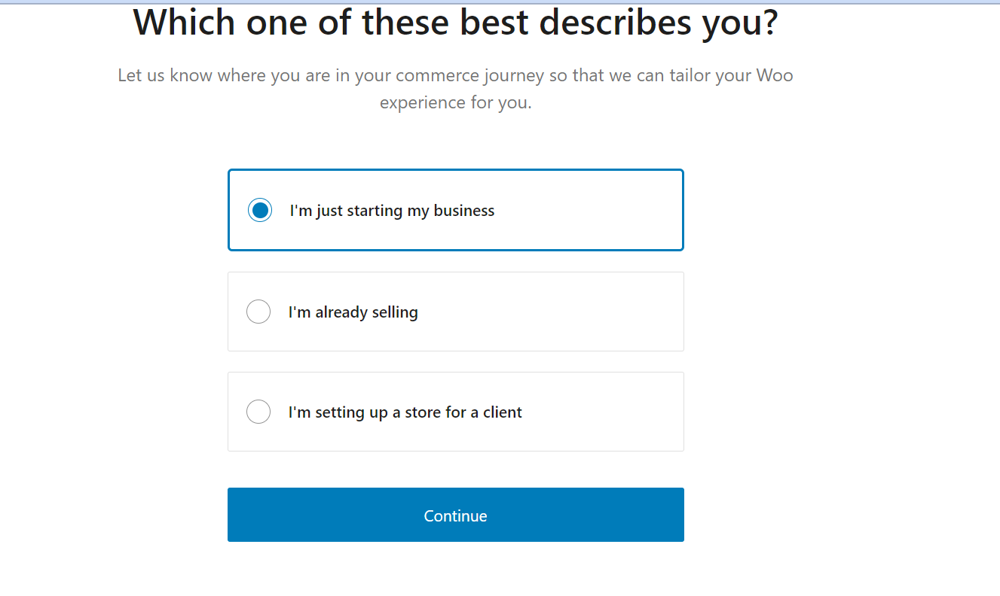 Which one of these best describes you?
Let us know where you are in your commerce journey so that we can tailor your Woo
experience for you.
I'm just starting my business
I'm already selling
I'm setting up a store for a client
Continue